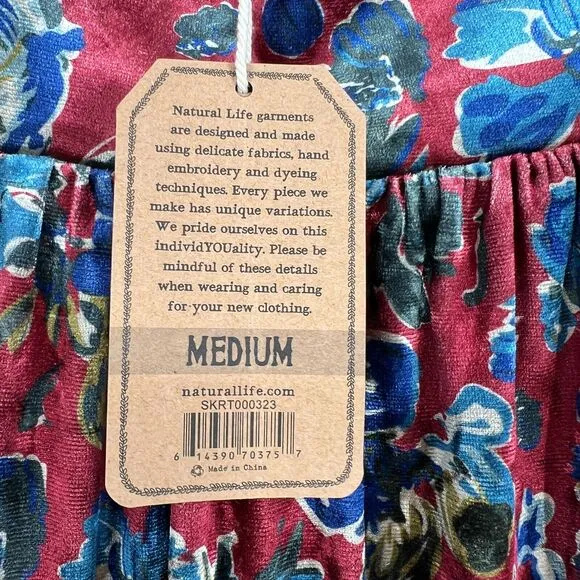 Natural Life garments
are designed and made
using delicate fabrics, hand
embroidery and dyeing
techniques. Every piece we
make has unique variations.
We pride ourselves on this
individYOUality. Please be
mindful of these details
when wearing and caring
for your new clothing.
MEDIUM
naturallife.com
SKRT000323
6 14390 70375 7
Made in China